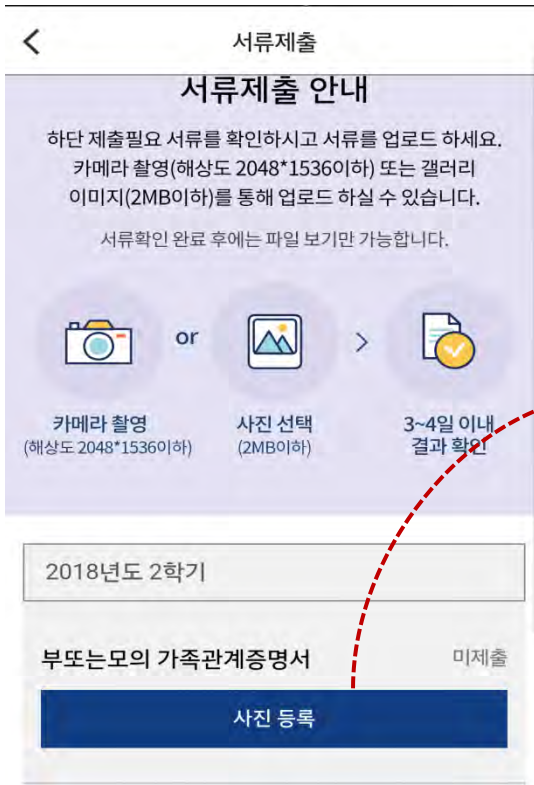 서류제출
서류제출 안내
하단 제출필요 서류를 확인하시고 서류를 업로드 하세요.
카메라 촬영(해상도 2048*1536이하) 또는 갤러리
이미지(2MB이하)를 통해 업로드 하실 수 있습니다.
서류확인 완료 후에는 파일 보기만 가능합니다.
or
>
카메라 촬영
(해상도 2048*1536이하)
사진 선택
(2MB이하)
3~4일 이내
결과 확인
2018년도 2학기
부또는모의 가족관계증명서
미제출
사진 등록